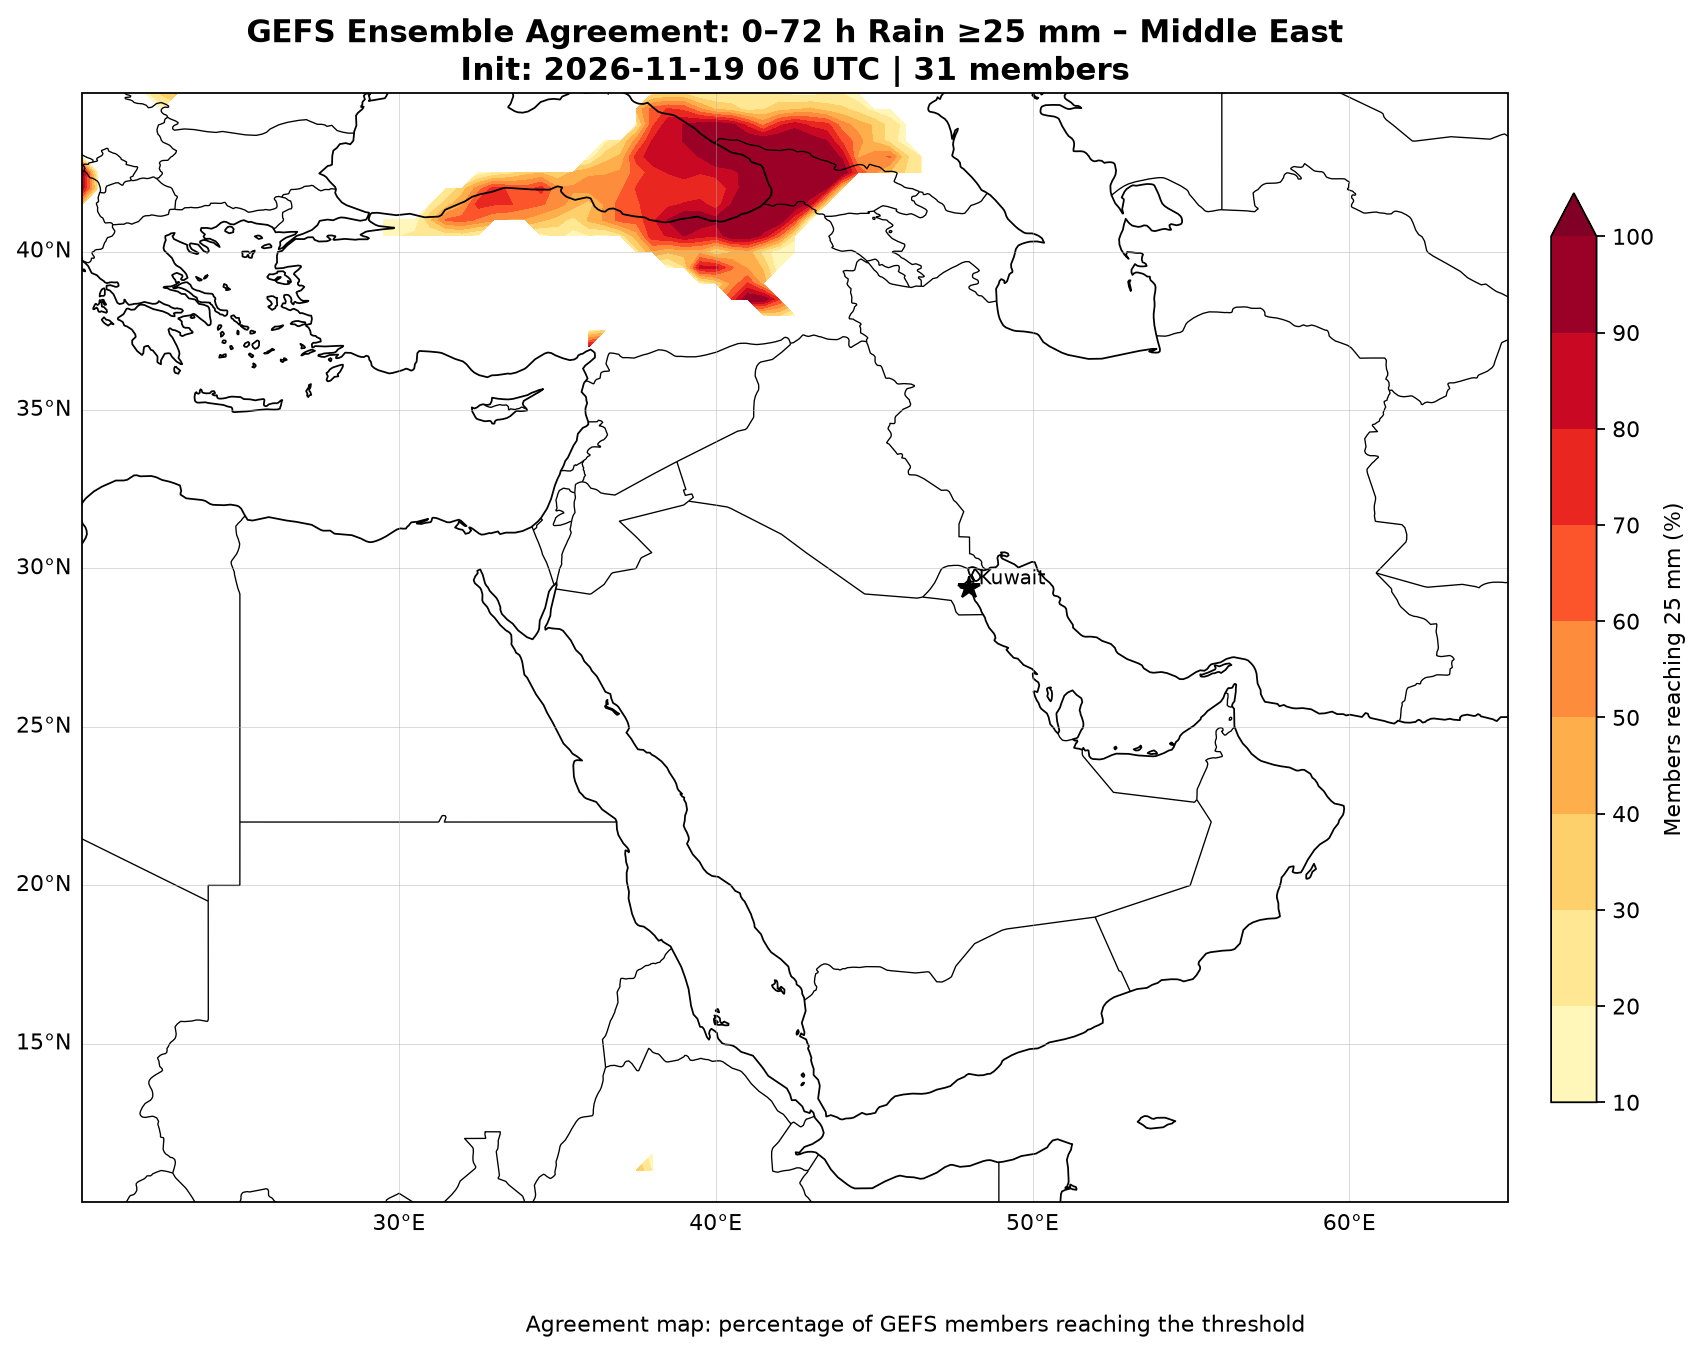 GEFS Ensemble Agreement: 0–72 h Rain ≥25 mm – Middle East
Init: 2026-11-19 06 UTC | 31 members
40°N
35°N
30°N
25°N
20°N
15°N
30°E
40°E
50°E
60°E
Kuwait
100
90
80
70
60
50
40
30
20
10
Members reaching 25 mm (%)
Agreement map: percentage of GEFS members reaching the threshold